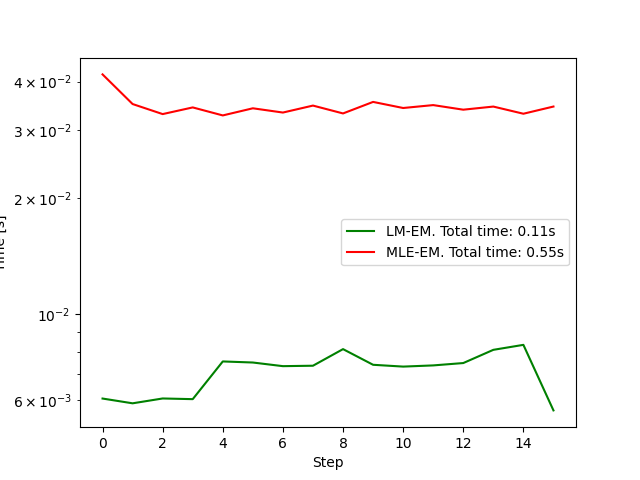 4 × 10⁻²
3 × 10⁻²
2 × 10⁻²
10⁻²
6 × 10⁻³
LM-EM. Total time: 0.11s
MLE-EM. Total time: 0.55s
0 2 4 6 8 10 12 14
Step